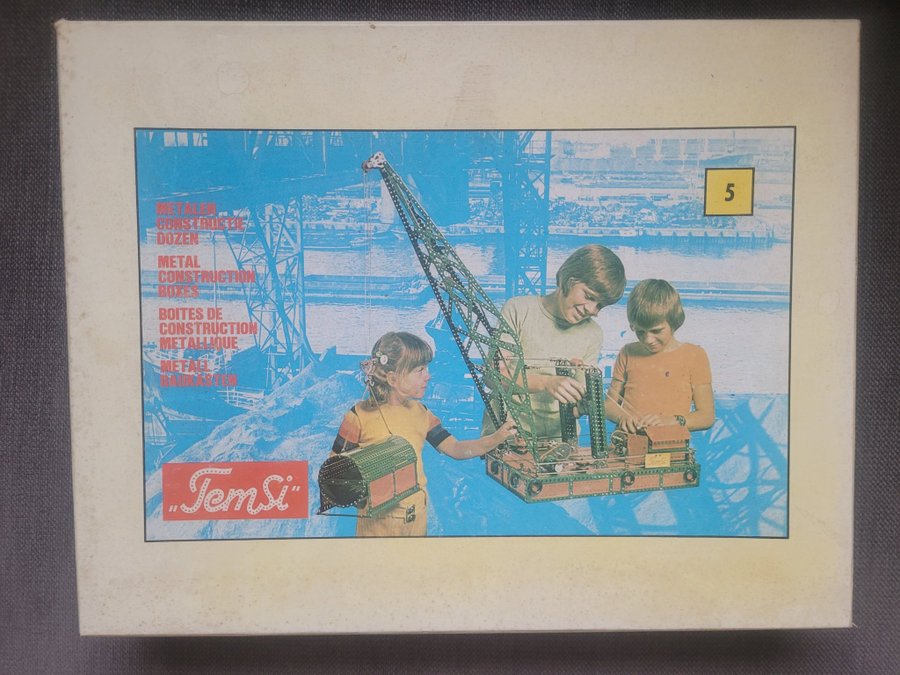 METALEN
CONSTRUCTIE
DOZEN
METAL
CONSTRUCTION
BOXES
BOITES DE
CONSTRUCTION
METALLIQUE
METALL
BAUKASTEN
5
„TemSi"